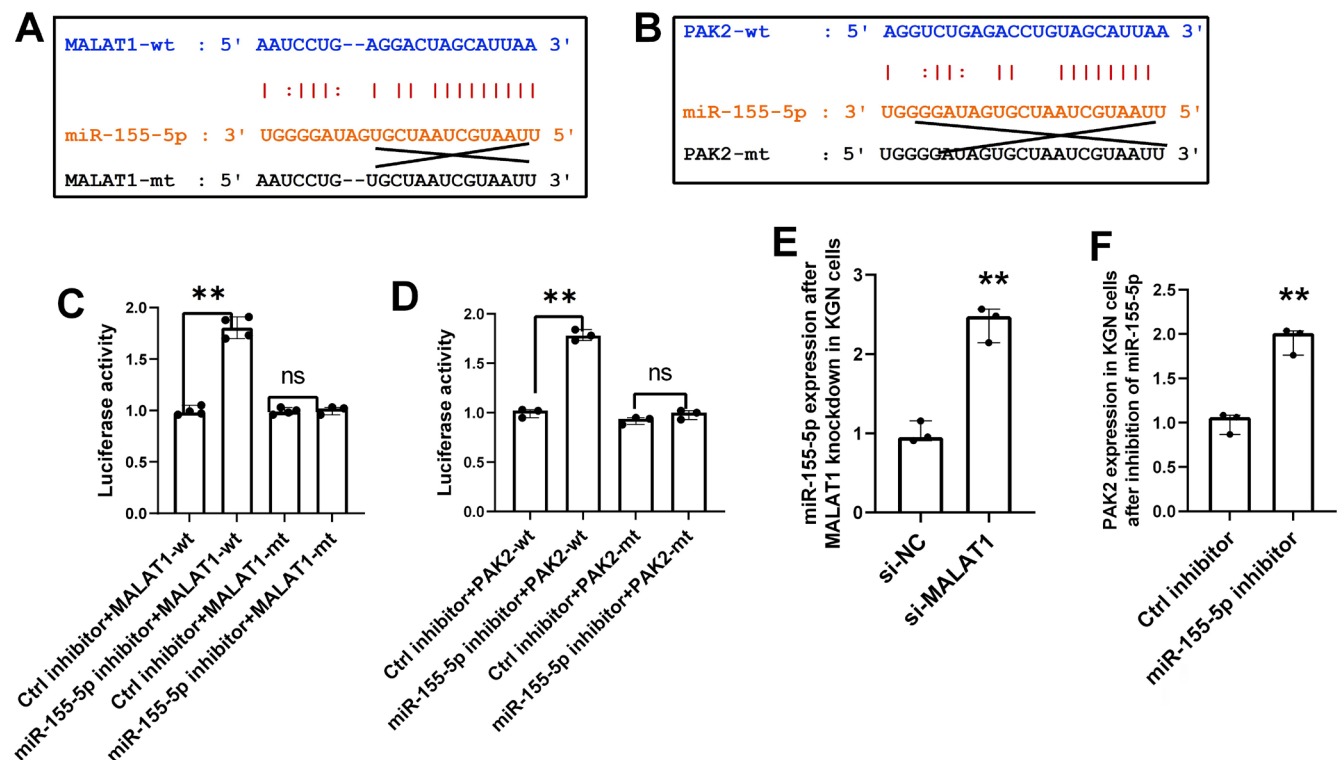 A
MALAT1-wt : 5' AAUCCUG--AGGACUAGCAUUAA 3'
| :|||: | || ||||||||||
miR-155-5p : 3' UGGGGAUAGUGCUAAUCGUAAUU 5'
MALAT1-mt : 5' AAUCCUG--UGCUAAUCGUAAUU 3'
B
PAK2-wt 5' AGGUCUGAGACCUGUAGCAUUAA 3'
| :||: || ||||||||
miR-155-5p : 3' UGGGGAUAGUGCUAAUCGUAAUU 5'
PAK2-mt : 5' UGGGGAUAGUGCUAAUCGUAAUU 3'
C
Luciferase activity
2.0
1.5
1.0
0.5
0.0
**
ns
Ctrl inhibitor+MALAT1-wt
miR-155-5p inhibitor+MALAT1-wt
Ctrl inhibitor+MALAT1-mt
miR-155-5p inhibitor+MALAT1-mt
D
Luciferase activity
2.0
1.5
1.0
0.5
0.0
**
ns
Ctrl inhibitor+PAK2-wt
miR-155-5p inhibitor+PAK2-wt
Ctrl inhibitor+PAK2-mt
miR-155-5p inhibitor+PAK2-mt
E
miR-155-5p expression after
MALAT1 knockdown in KGN cells
3
2
1
0
**
si-NC
si-MALAT1
F
PAK2 expression in KGN cells
after inhibition of miR-155-5p
2.5
2.0
1.5
1.0
0.5
0.0
**
Ctrl inhibitor
miR-155-5p inhibitor